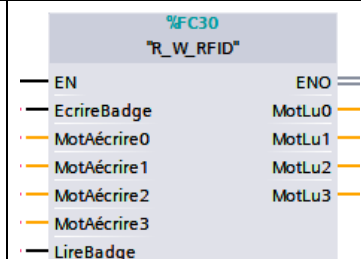 %FC30
"R_W_RFID"
EN ENO
EcrireBadge MotLu0
MotAécrire0 MotLu1
MotAécrire1 MotLu2
MotAécrire2 MotLu3
MotAécrire3
LireBadge